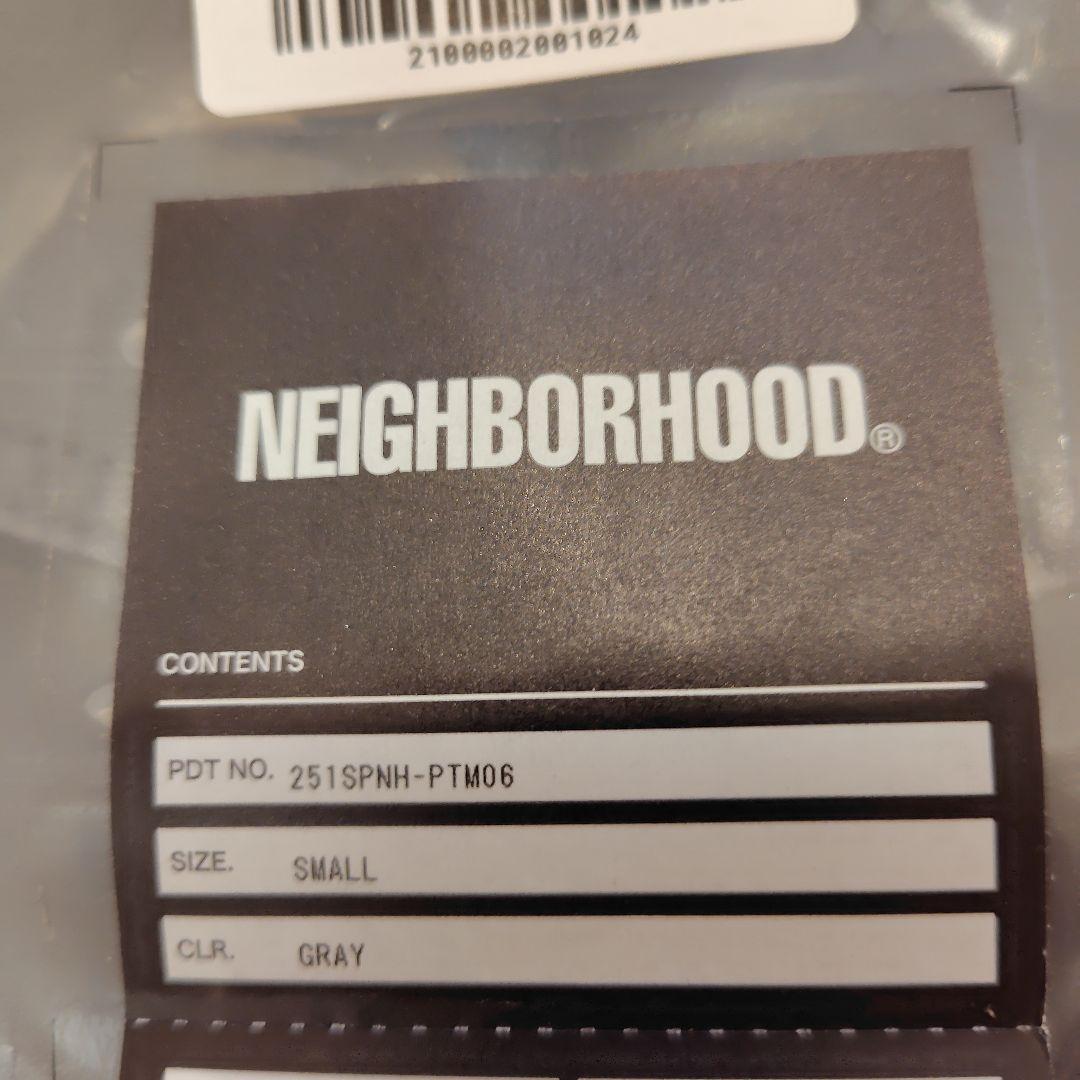 2100002001024
NEIGHBORHOOD®
CONTENTS
PDT NO. 251SPNH-PTM06
SIZE. SMALL
CLR. GRAY